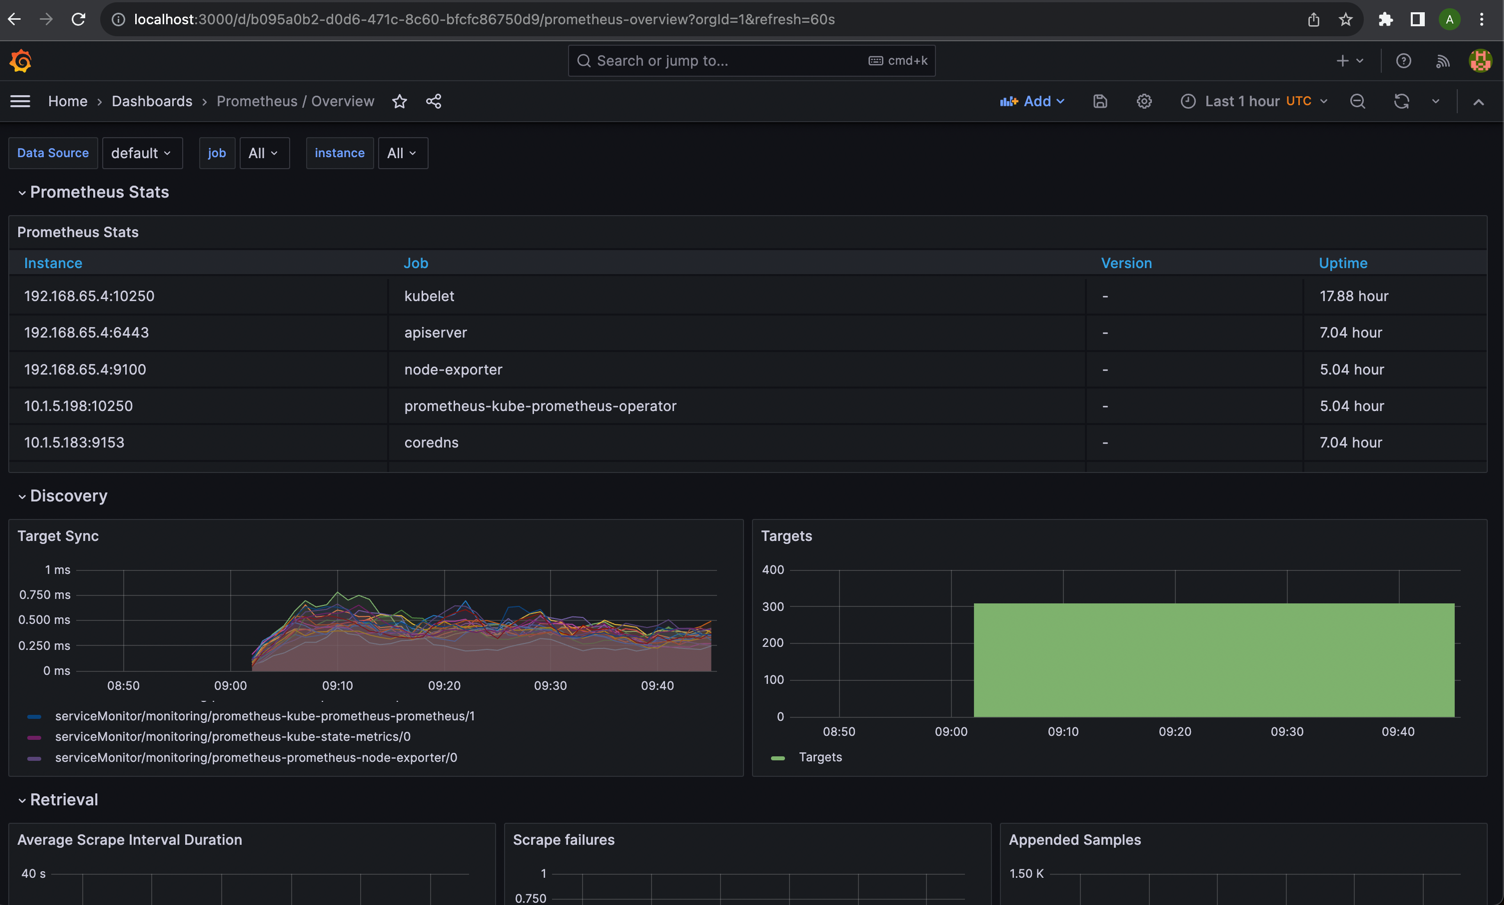 localhost:3000/d/b095a0b2-d0d6-471c-8c60-bfcfc86750d9/prometheus-overview?orgId=1&refresh=60s
A
Search or jump to... cmd+k
Home › Dashboards › Prometheus / Overview Add Last 1 hour UTC
Data Source default job All instance All
Prometheus Stats
Prometheus Stats
Instance Job Version Uptime
192.168.65.4:10250 kubelet - 17.88 hour
192.168.65.4:6443 apiserver - 7.04 hour
192.168.65.4:9100 node-exporter - 5.04 hour
10.1.5.198:10250 prometheus-kube-prometheus-operator - 5.04 hour
10.1.5.183:9153 coredns - 7.04 hour
Discovery
Target Sync
1 ms
0.750 ms
0.500 ms
0.250 ms
0 ms
08:50 09:00 09:10 09:20 09:30 09:40
serviceMonitor/monitoring/prometheus-kube-prometheus-prometheus/1
serviceMonitor/monitoring/prometheus-kube-state-metrics/0
serviceMonitor/monitoring/prometheus-prometheus-node-exporter/0
Targets
400
300
200
100
0
08:50 09:00 09:10 09:20 09:30 09:40
Targets
Retrieval
Average Scrape Interval Duration
40 s
Scrape failures
1
0.750
Appended Samples
1.50 K